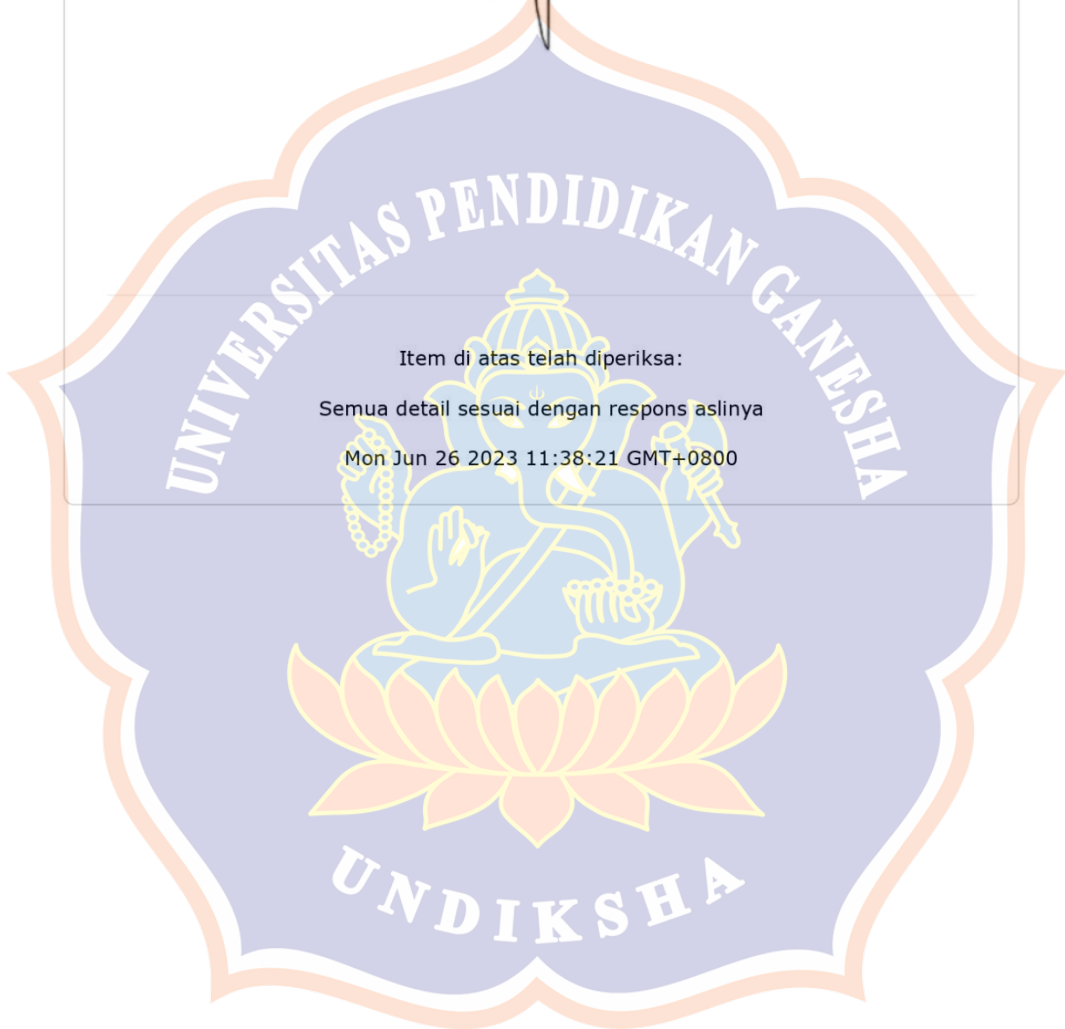 UNIVERSITAS PENDIDIKAN GANESHA
Item di atas telah diperiksa:
Semua detail sesuai dengan respons aslinya
Mon Jun 26 2023 11:38:21 GMT+0800
UNDIKSHA